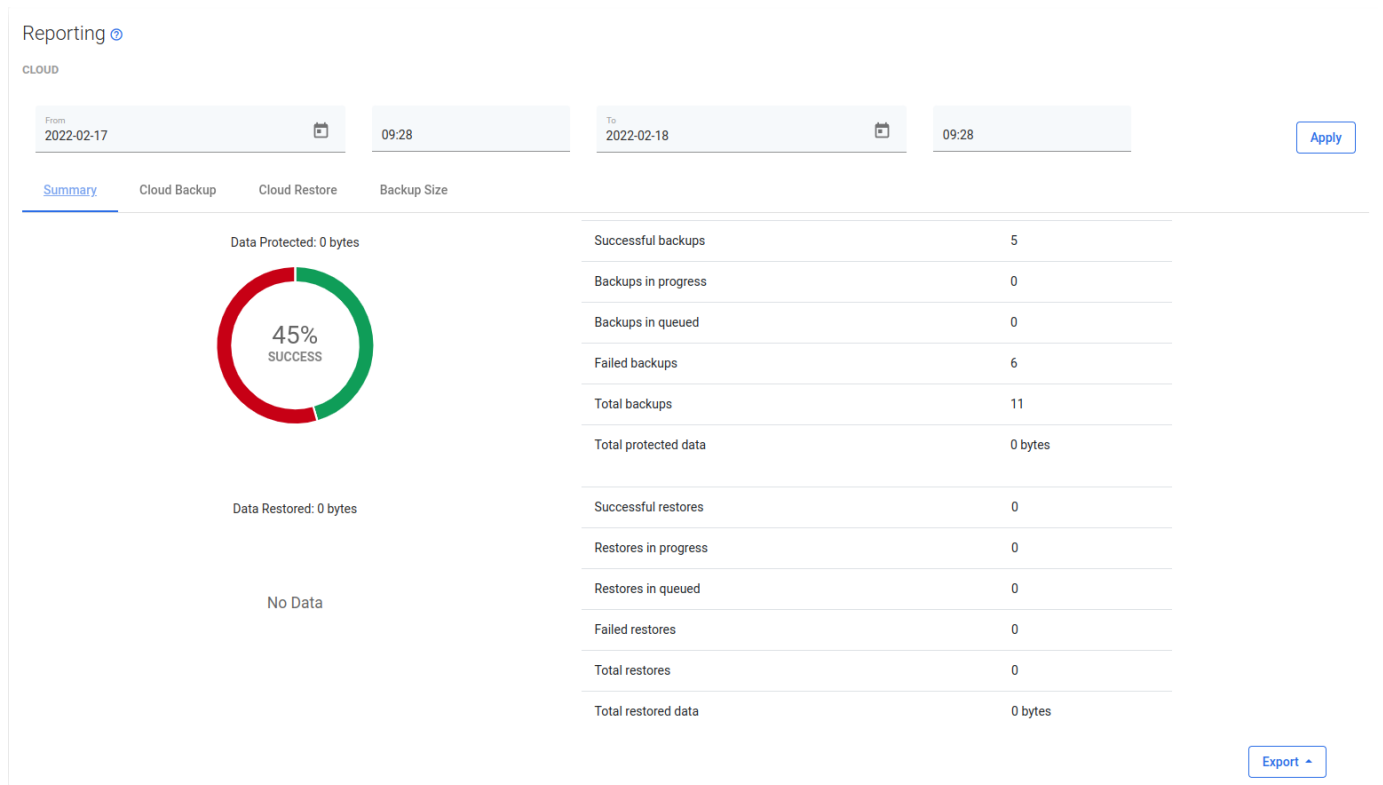 Reporting
CLOUD
From
2022-02-17
09:28
To
2022-02-18
09:28
Apply
Summary Cloud Backup Cloud Restore Backup Size
Data Protected: 0 bytes
45%
SUCCESS
Successful backups 5
Backups in progress 0
Backups in queued 0
Failed backups 6
Total backups 11
Total protected data 0 bytes
Data Restored: 0 bytes
No Data
Successful restores 0
Restores in progress 0
Restores in queued 0
Failed restores 0
Total restores 0
Total restored data 0 bytes
Export